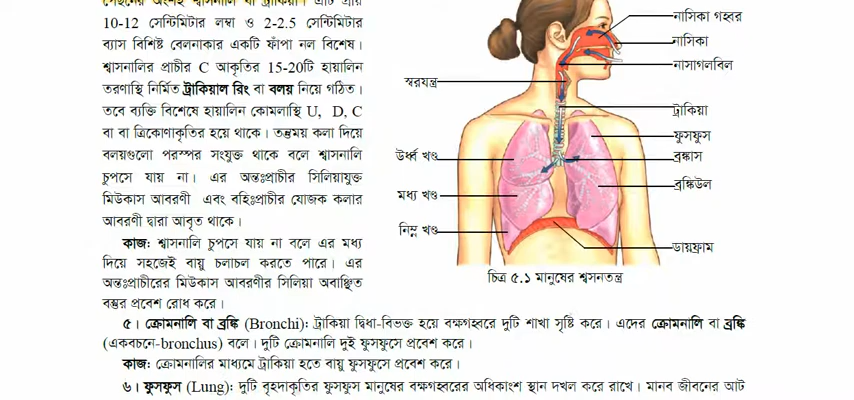 পেছনের অংশই শ্বাসনালি বা ট্রাকিয়া। এটি প্রায়
10-12 সেন্টিমিটার লম্বা ও 2-2.5 সেন্টিমিটার
ব্যাস বিশিষ্ট বেলনাকার একটি ফাঁপা নল বিশেষ।
শ্বাসনালির প্রাচীর C আকৃতির 15-20টি হায়ালিন
তরুণাস্থি নির্মিত ট্রাকিয়াল রিং বা বলয় নিয়ে গঠিত।
তবে ব্যক্তি বিশেষে হায়ালিন কোমলাস্থি U, D, C
বা বা ত্রিকোণাকৃতির হয়ে থাকে। তন্তুময় কলা দিয়ে
বলয়গুলো পরস্পর সংযুক্ত থাকে বলে শ্বাসনালি
চুপসে যায় না। এর অন্তঃপ্রাচীর সিলিয়াযুক্ত
মিউকাস আবরণী এবং বহিঃপ্রাচীর যোজক কলার
আবরণী দ্বারা আবৃত থাকে।
কাজ: শ্বাসনালি চুপসে যায় না বলে এর মধ্য
দিয়ে সহজেই বায়ু চলাচল করতে পারে। এর
অন্তঃপ্রাচীরের মিউকাস আবরণীর সিলিয়া অবাঞ্ছিত
বস্তুর প্রবেশ রোধ করে।
নাসিকা গহ্বর
নাসিকা
নাসাগলবিল
স্বরযন্ত্র
ট্রাকিয়া
ফুসফুস
ঊর্ধ্ব খণ্ড
ব্রঙ্কাস
ব্রঙ্কিউল
মধ্য খণ্ড
নিম্ন খণ্ড
ডায়াফ্রাম
চিত্র ৫.১ মানুষের শ্বসনতন্ত্র
৫। ক্রোমনালি বা ব্রঙ্কি (Bronchi): ট্রাকিয়া দ্বিধা-বিভক্ত হয়ে বক্ষগহ্বরে দুটি শাখা সৃষ্টি করে। এদের ক্রোমনালি বা ব্রঙ্কি
(একবচনে-bronchus) বলে। দুটি ক্রোমনালি দুই ফুসফুসে প্রবেশ করে।
কাজ: ক্রোমনালির মাধ্যমে ট্রাকিয়া হতে বায়ু ফুসফুসে প্রবেশ করে।
৬। ফুসফুস (Lung): দুটি বৃহদাকৃতির ফুসফুস মানুষের বক্ষগহ্বরের অধিকাংশ স্থান দখল করে রাখে। মানব জীবনের আট